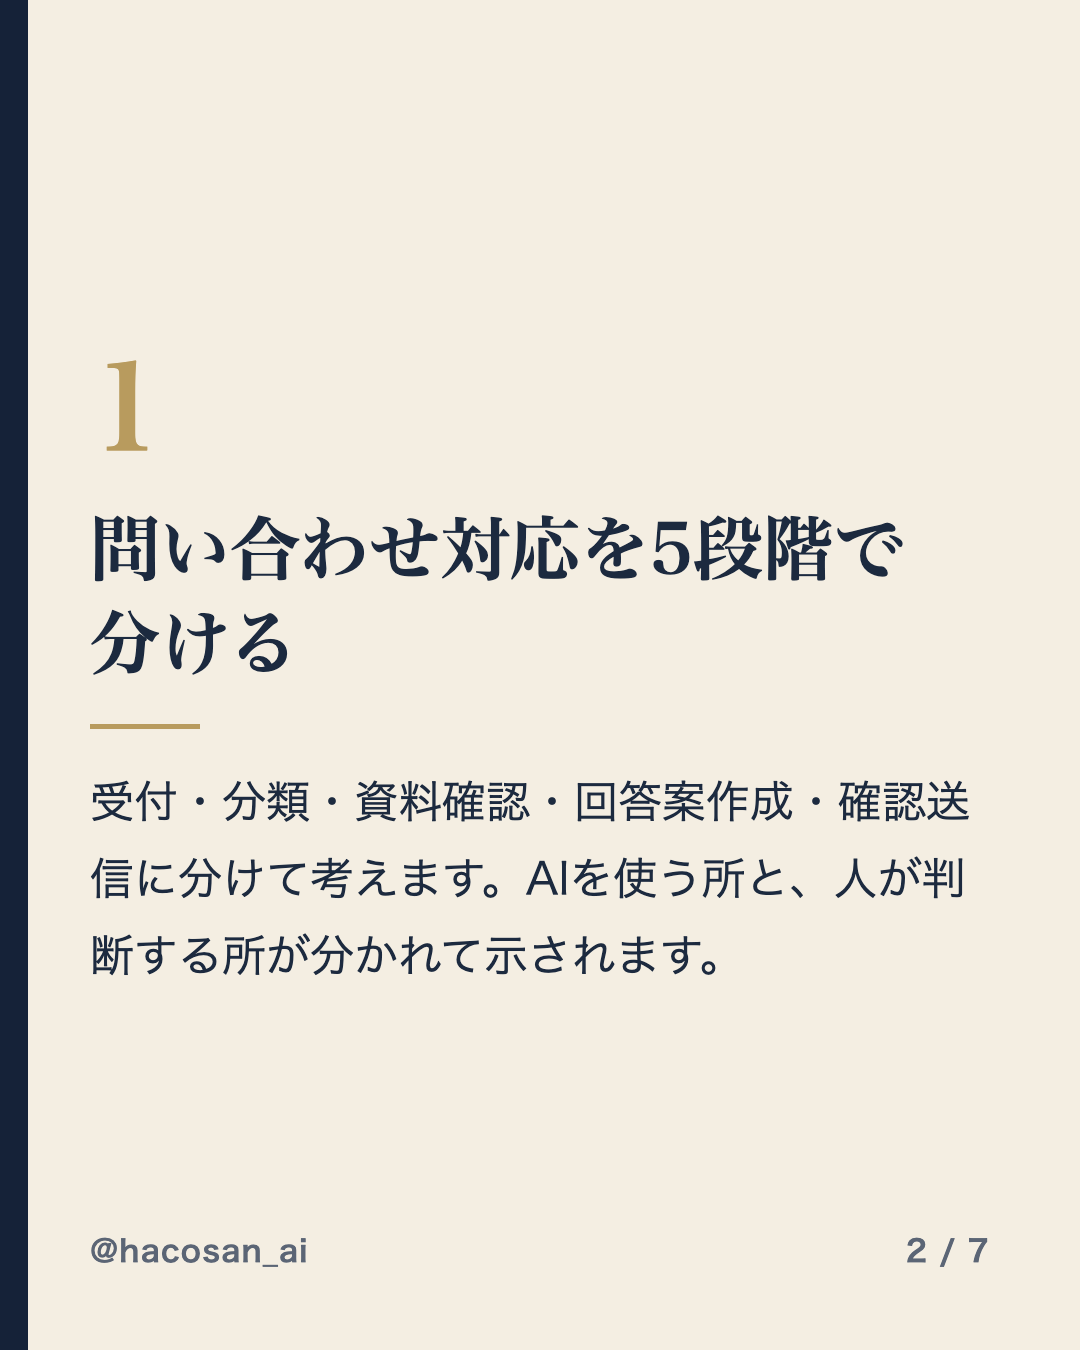 1
問い合わせ対応を5段階で
分ける
受付・分類・資料確認・回答案作成・確認送
信に分けて考えます。AIを使う所と、人が判
断する所が分かれて示されます。
@hacosan_ai
2 / 7